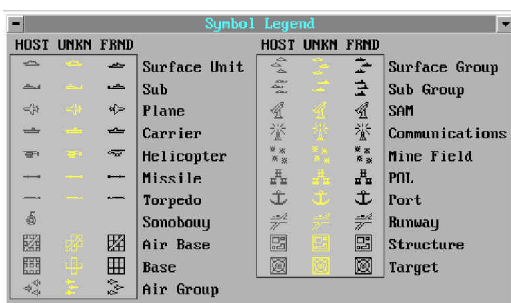 Symbol Legend
HOST UNKN FRND
Surface Unit
Sub
Plane
Carrier
Helicopter
Missile
Torpedo
Sonobouy
Air Base
Base
Air Group
HOST UNKN FRND
Surface Group
Sub Group
SAM
Communications
Mine Field
POL
Port
Runway
Structure
Target